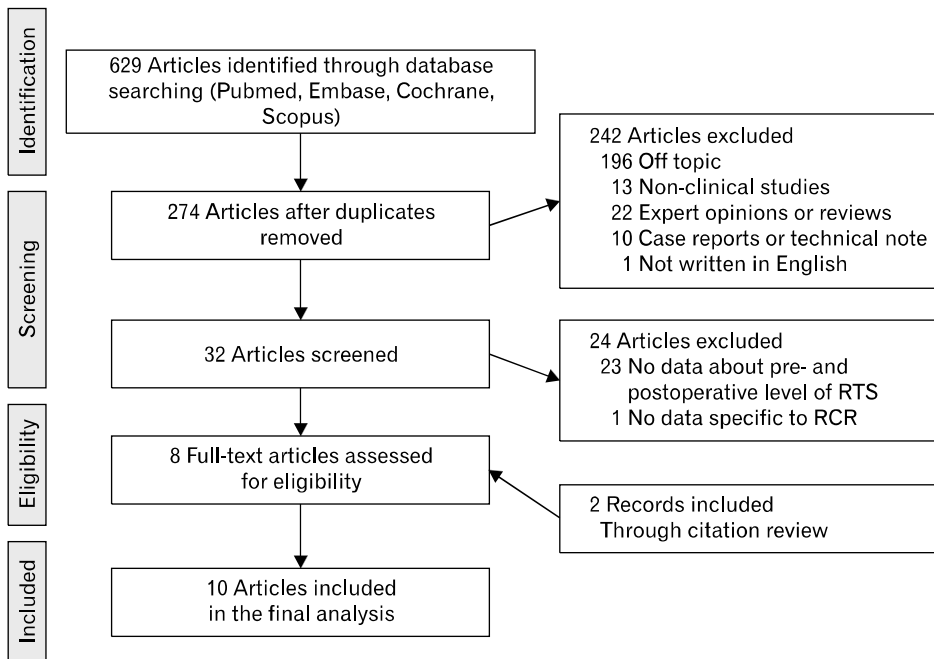 Identification
629 Articles identified through database
searching (Pubmed, Embase, Cochrane,
Scopus)
242 Articles excluded
196 Off topic
13 Non-clinical studies
22 Expert opinions or reviews
10 Case reports or technical note
1 Not written in English
Screening
274 Articles after duplicates
removed
32 Articles screened
24 Articles excluded
23 No data about pre- and
postoperative level of RTS
1 No data specific to RCR
Eligibility
8 Full-text articles assessed
for eligibility
2 Records included
Through citation review
Included
10 Articles included
in the final analysis